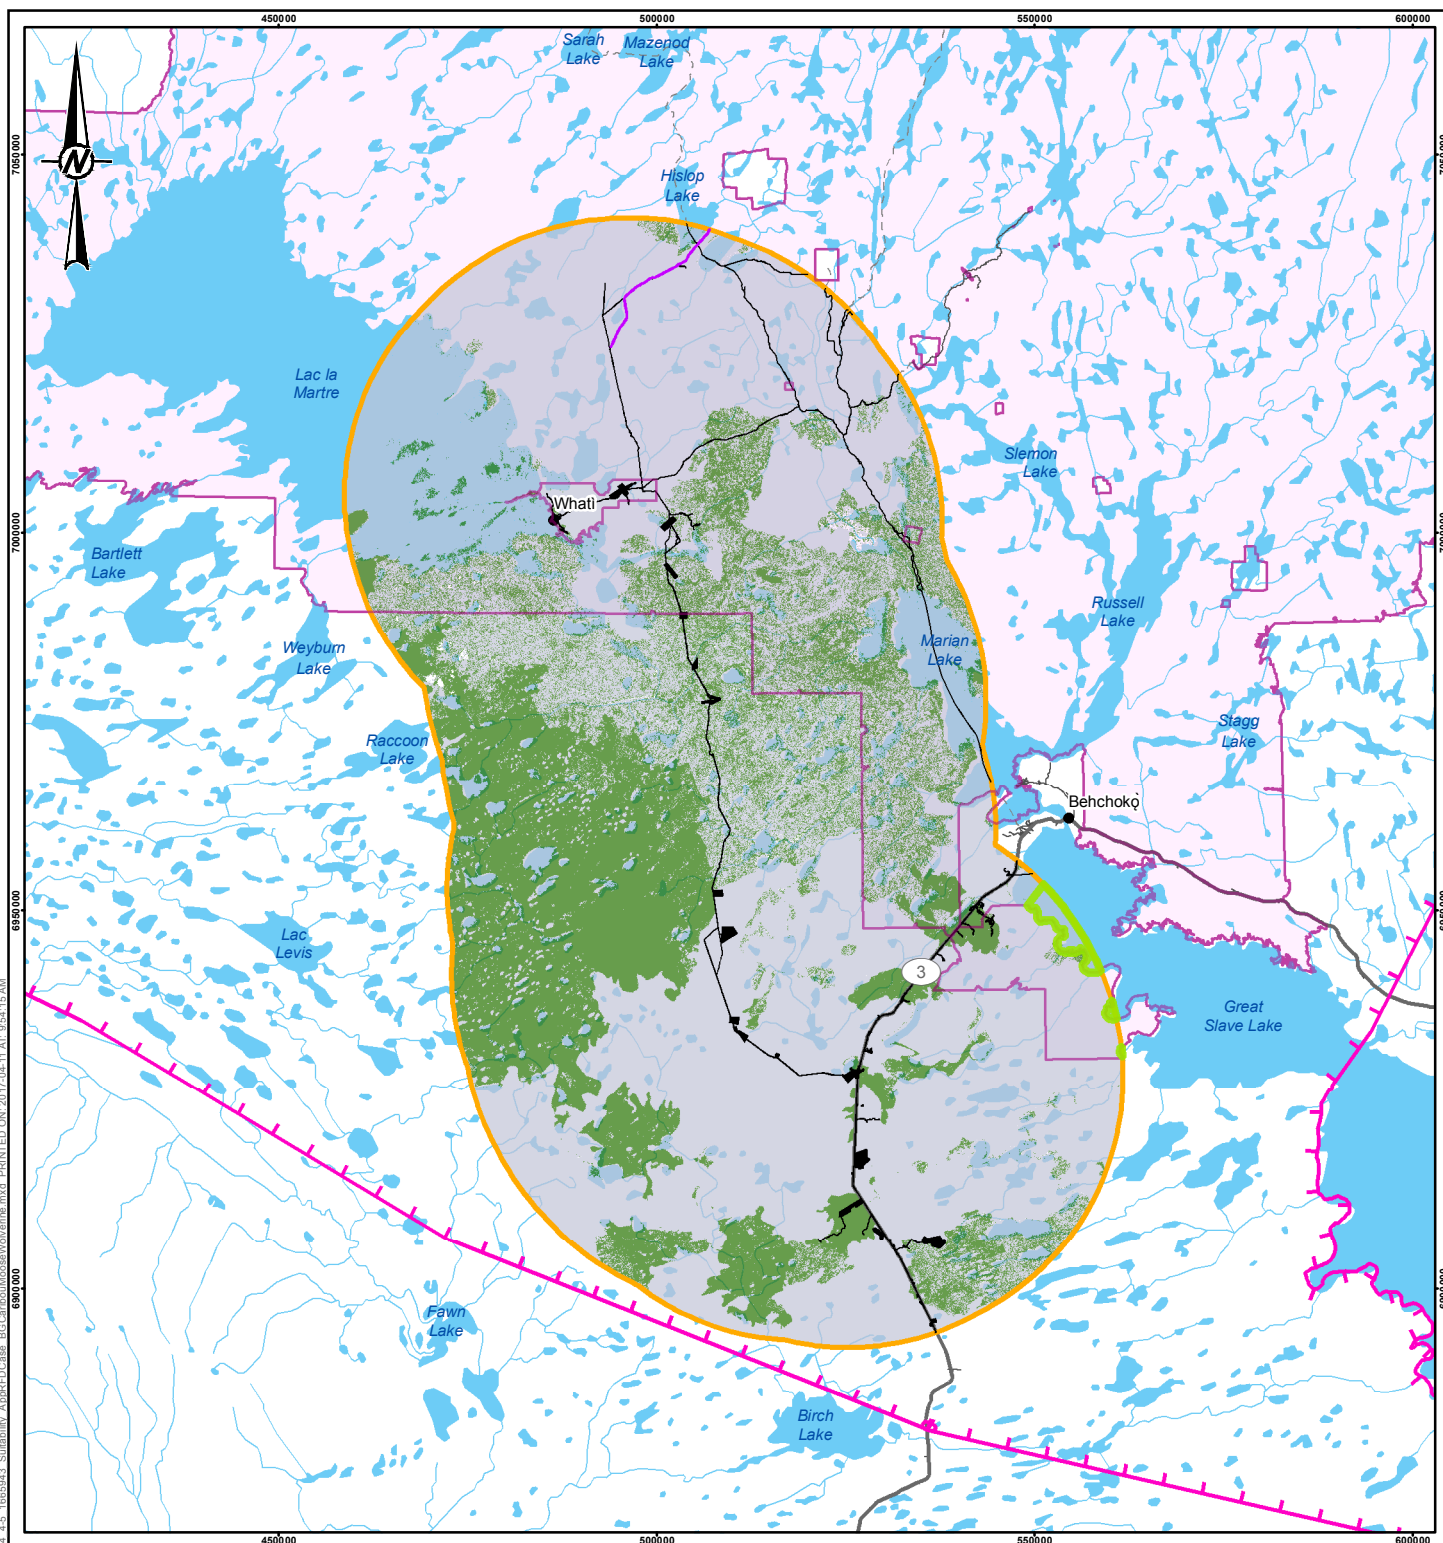 450000
500000
550000
600000
Sarah
Lake
Mazenod
Lake
N
7050000
Hislop
Lake
Lac la
Martre
Slemon
Lake
Whati
7000000
Bartlett
Lake
Russell
Lake
Weyburn
Lake
Marian
Lake
Raccoon
Lake
Stagg
Lake
Behchokǫ̀
6950000
Lac
Levis
3
Great
Slave Lake
6900000
Fawn
Lake
Birch
Lake
450000
500000
550000
600000